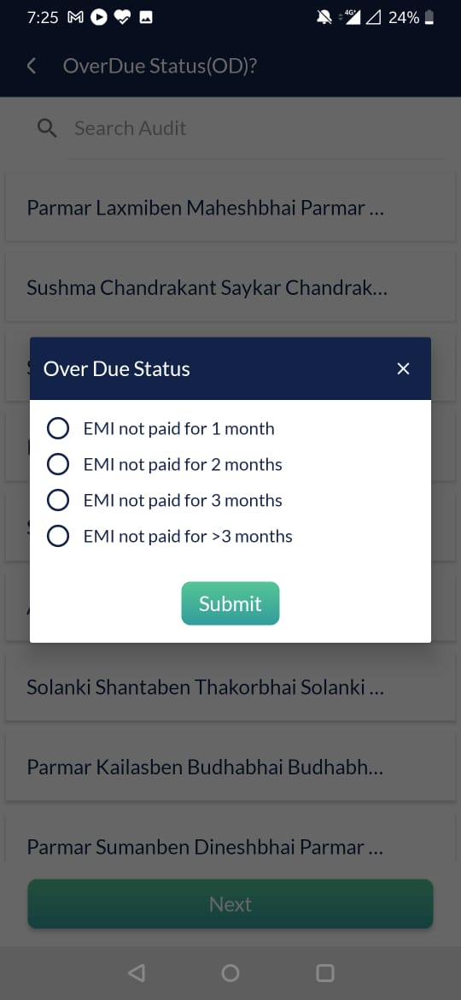 7:25
4G+
24%
OverDue Status(OD)?
Search Audit
Parmar Laxmiben Maheshbhai Parmar ...
Sushma Chandrakant Saykar Chandrak...
Over Due Status
EMI not paid for 1 month
EMI not paid for 2 months
EMI not paid for 3 months
EMI not paid for >3 months
Submit
Solanki Shantaben Thakorbhai Solanki ...
Parmar Kailasben Budhabhai Budhabh...
Parmar Sumanben Dineshbhai Parmar ...
Next